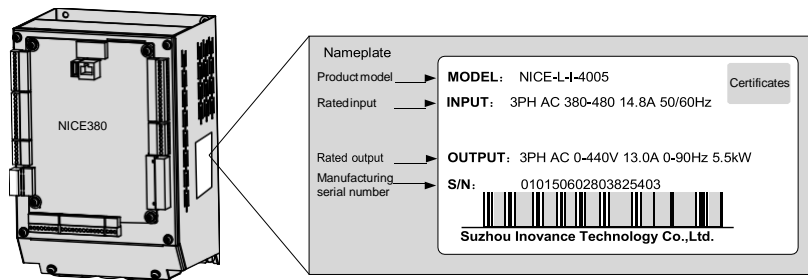 NICE380
Nameplate
Product model
MODEL: NICE-L-I-4005
Certificates
Rated input
INPUT: 3PH AC 380-480 14.8A 50/60Hz
Rated output
OUTPUT: 3PH AC 0-440V 13.0A 0-90Hz 5.5kW
Manufacturing
serial number
S/N: 010150602803825403
Suzhou Inovance Technology Co.,Ltd.